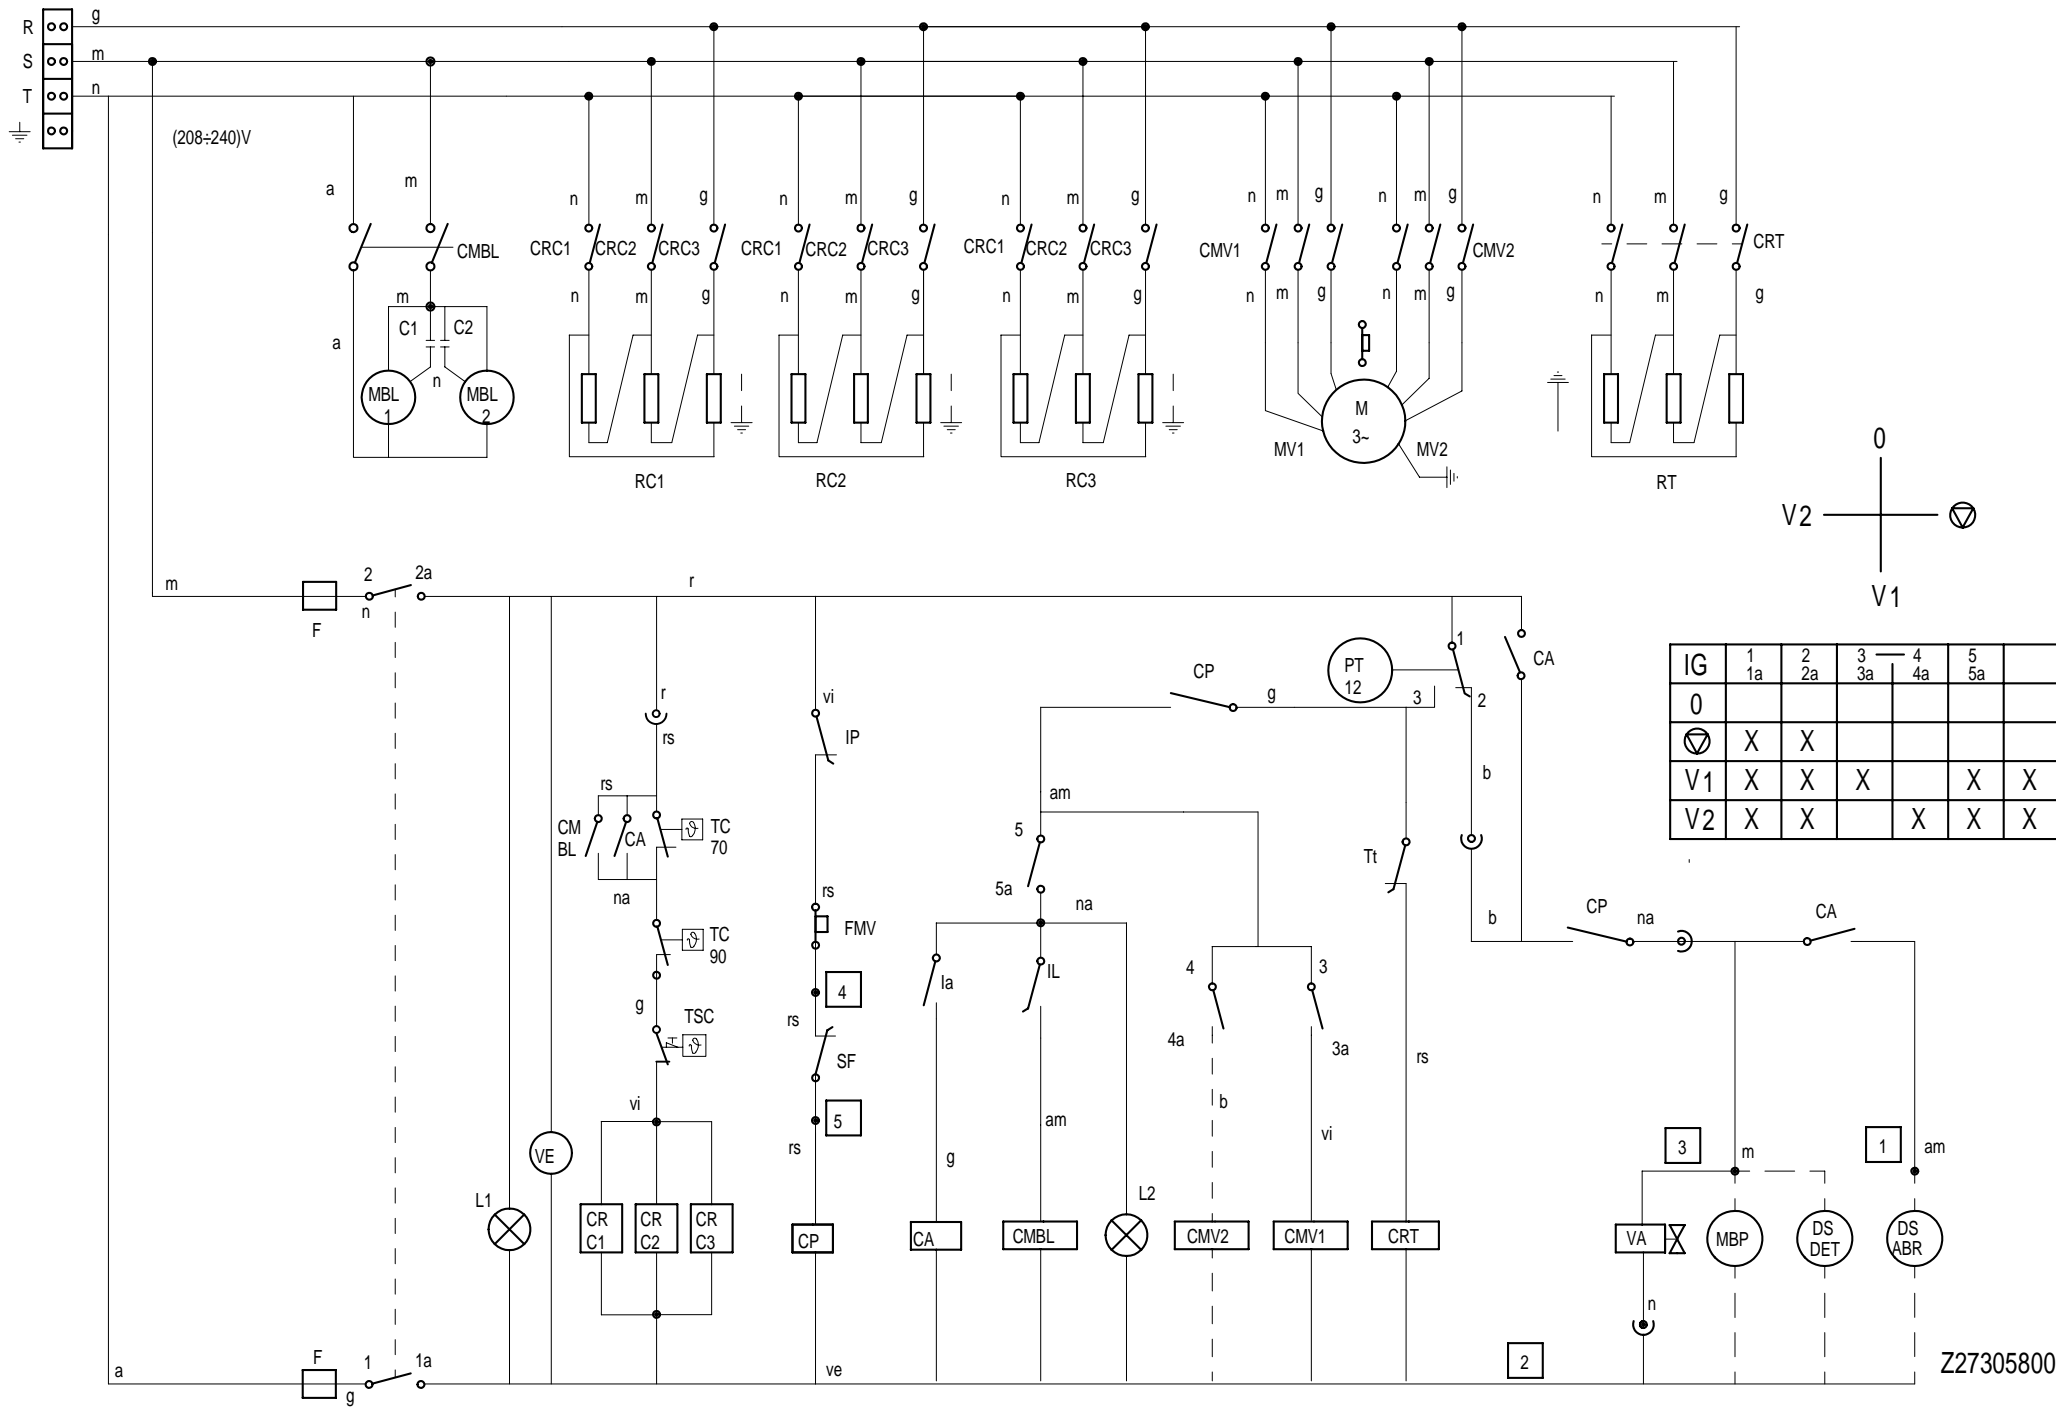 R g
S m
T n
(208÷240)V
a m n m g n m g n m g n m g n m g n m g
CMBL CRC1 CRC2 CRC3 CRC1 CRC2 CRC3 CRC1 CRC2 CRC3 CMV1 CMV2 CRT
m n m g n m g n m g n m g n m g n m g
a C1 C2
n
MBL 1 MBL 2
M 3~
MV1 MV2
RC1 RC2 RC3 RT
0
V2
V1
m F 2 n 2a r
IG 1 1a 2 2a 3 3a 4 4a 5 5a
0
X X
V1 X X X X X
V2 X X X X X
r
rs
vi
IP
CP g 3
PT 12
1
2
CA
rs
CM BL
CA
TC 70
na
TC 90
g
TSC
vi
rs
FMV
4
rs
SF
5
rs
am
5
5a
na
Tt
b
b
CP na CA
Ia
IL
4
4a
3
3a
rs
b
am
vi
g
3 m 1 am
VE
L1
CR C1
CR C2
CR C3
CP
CA
CMBL
L2
CMV2
CMV1
CRT
VA
MBP
DS DET
DS ABR
n
a F g 1 1a ve 2
Z27305800